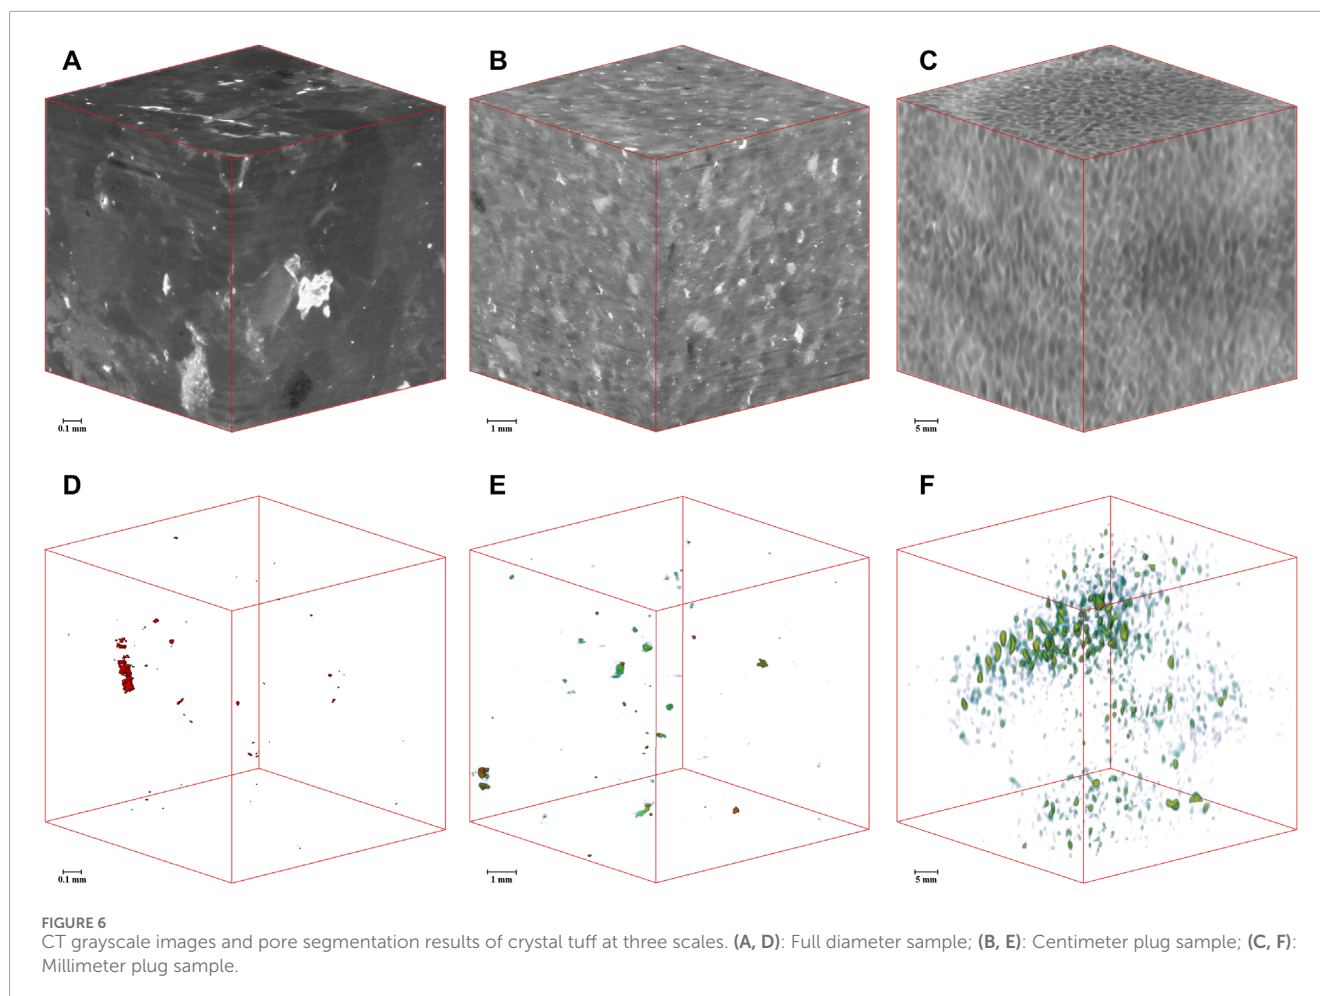 A
B
C
0.1 mm
1 mm
5 mm
D
E
F
0.1 mm
1 mm
5 mm
FIGURE 6
CT grayscale images and pore segmentation results of crystal tuff at three scales. (A, D): Full diameter sample; (B, E): Centimeter plug sample; (C, F):
Millimeter plug sample.